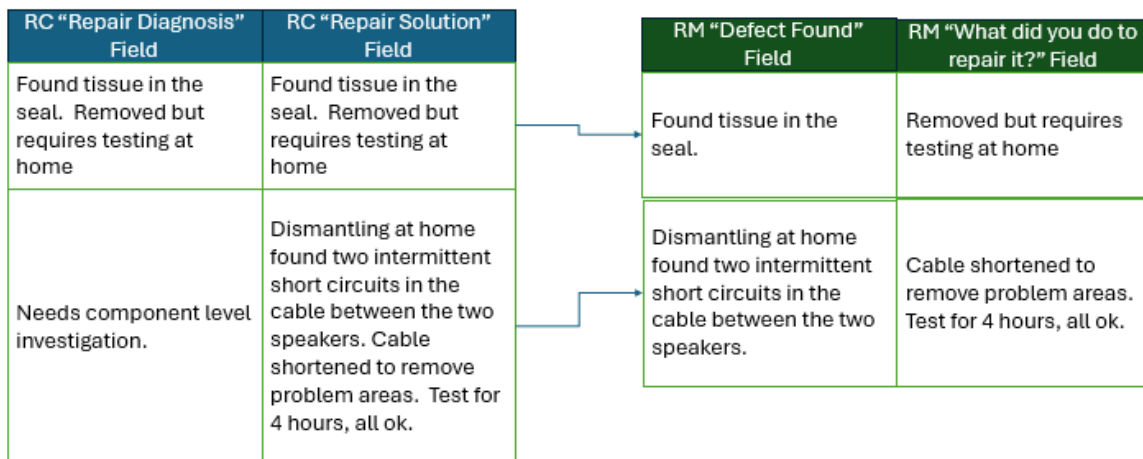 RC “Repair Diagnosis”
Field
RC “Repair Solution”
Field
Found tissue in the
seal.  Removed but
requires testing at
home
Found tissue in the
seal.  Removed but
requires testing at
home
Needs component level
investigation.
Dismantling at home
found two intermittent
short circuits in the
cable between the two
speakers. Cable
shortened to remove
problem areas.  Test for
4 hours, all ok.
RM “Defect Found”
Field
RM “What did you do to
repair it?” Field
Found tissue in the
seal.
Removed but requires
testing at home
Dismantling at home
found two intermittent
short circuits in the
cable between the two
speakers.
Cable shortened to
remove problem areas.
Test for 4 hours, all ok.